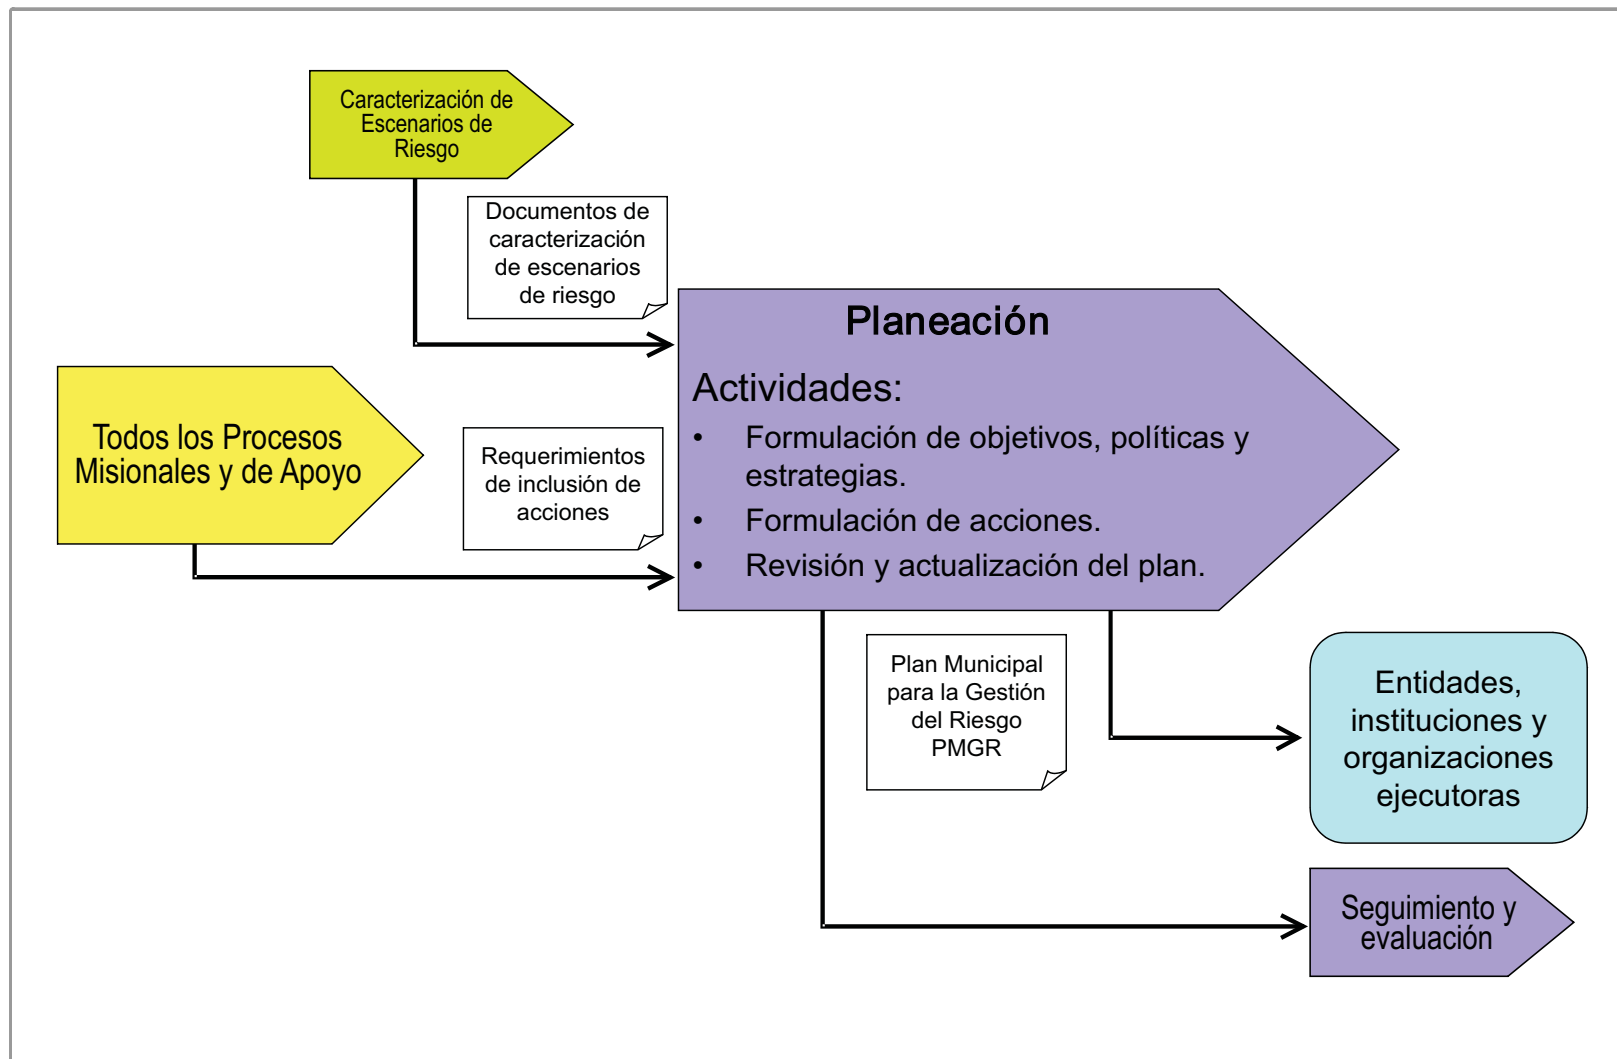 Caracterización de
Escenarios de
Riesgo
Documentos de
caracterización
de escenarios
de riesgo
Planeación
Actividades:
• Formulación de objetivos, políticas y
estrategias.
• Formulación de acciones.
• Revisión y actualización del plan.
Todos los Procesos
Misionales y de Apoyo
Requerimientos
de inclusión de
acciones
Plan Municipal
para la Gestión
del Riesgo
PMGR
Entidades,
instituciones y
organizaciones
ejecutoras
Seguimiento y
evaluación